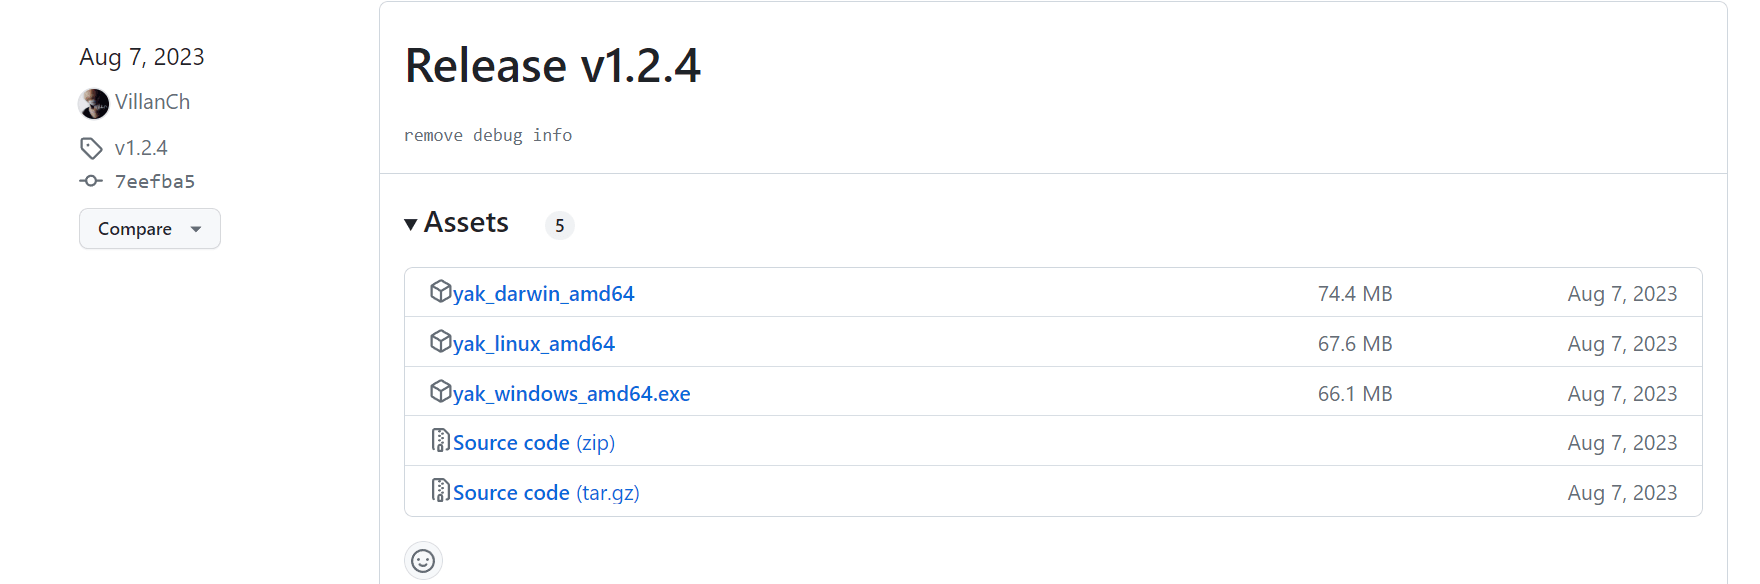 Aug 7, 2023
VillanCh
v1.2.4
7eefba5
Compare
Release v1.2.4
remove debug info
Assets 5
yak_darwin_amd64 74.4 MB Aug 7, 2023
yak_linux_amd64 67.6 MB Aug 7, 2023
yak_windows_amd64.exe 66.1 MB Aug 7, 2023
Source code (zip) Aug 7, 2023
Source code (tar.gz) Aug 7, 2023